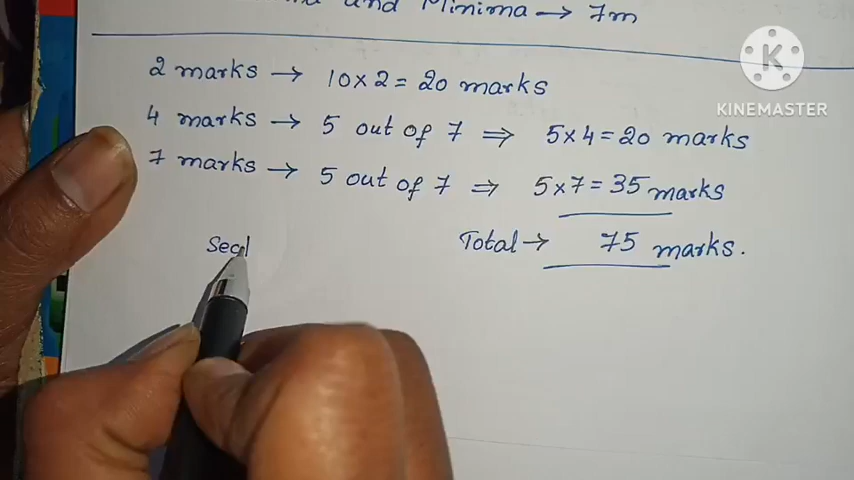 and Minima → 7m
2 marks → 10×2 = 20 marks
4 marks → 5 out of 7 ⇒ 5×4 = 20 marks
7 marks → 5 out of 7 ⇒ 5×7 = 35 marks
Total → 75 marks.
KINEMASTER